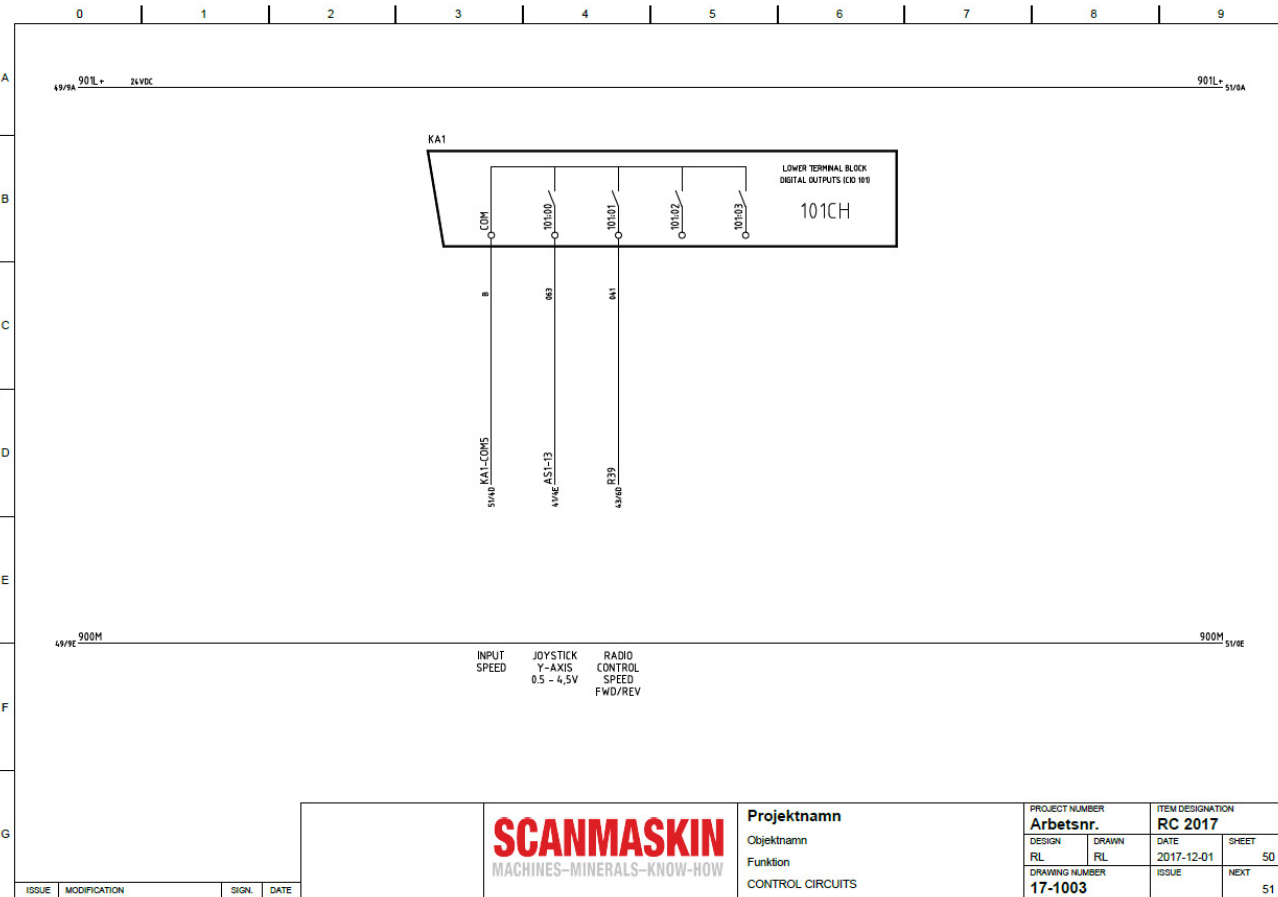 0 1 2 3 4 5 6 7 8 9
A
49/9A 901L+ 24VDC 901L+ 51/0A
KA1
B
LOWER TERMINAL BLOCK
DIGITAL OUTPUTS (CIO 101)
101CH
COM 101:00 101:01 101:02 101:03
B 063 041
C
D
KA1-COM5 AS1-13 R39
51/4D 41/4E 43/6D
E
49/9E 900M 900M 51/0E
INPUT
SPEED
JOYSTICK
Y-AXIS
0.5 - 4,5V
RADIO
CONTROL
SPEED
FWD/REV
F
G
ISSUE MODIFICATION SIGN. DATE
SCANMASKIN
MACHINES–MINERALS–KNOW-HOW
Projektnamn
Objektnamn
Funktion
CONTROL CIRCUITS
PROJECT NUMBER ITEM DESIGNATION
Arbetsnr. RC 2017
DESIGN DRAWN DATE SHEET
RL RL 2017-12-01 50
DRAWING NUMBER ISSUE NEXT
17-1003 51